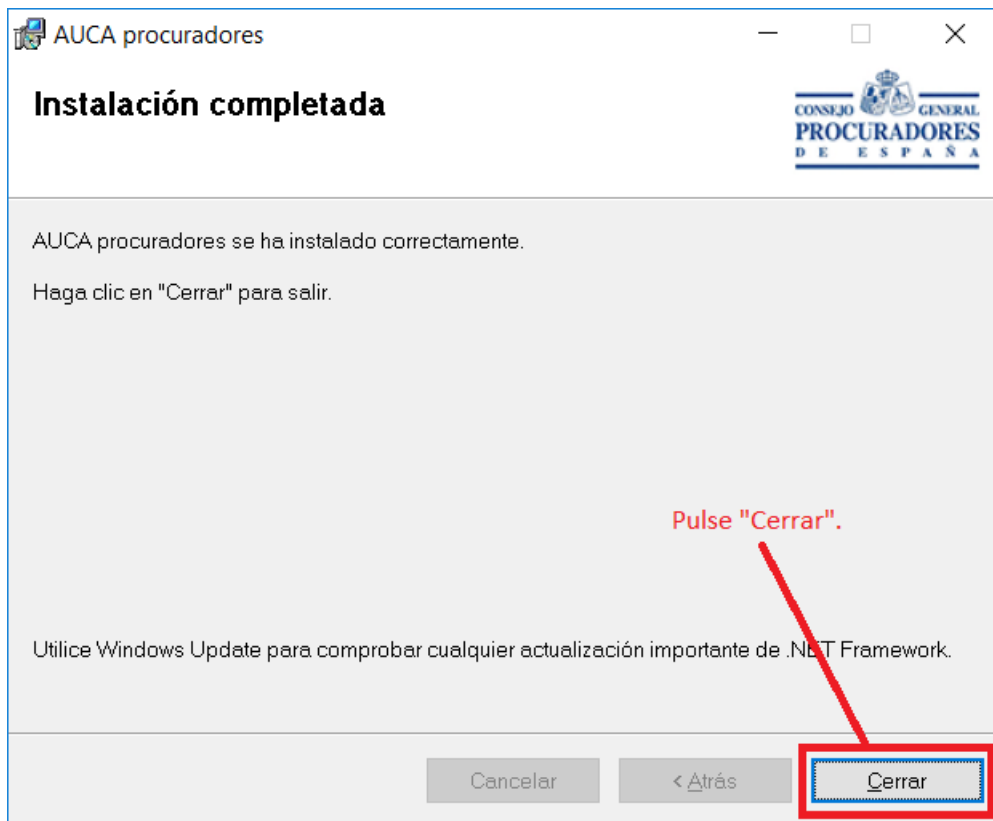 AUCA procuradores
Instalación completada
CONSEJO GENERAL
PROCURADORES
DE ESPAÑA
AUCA procuradores se ha instalado correctamente.
Haga clic en "Cerrar" para salir.
Pulse "Cerrar".
Utilice Windows Update para comprobar cualquier actualización importante de .NET Framework.
Cancelar
< Atrás
Cerrar